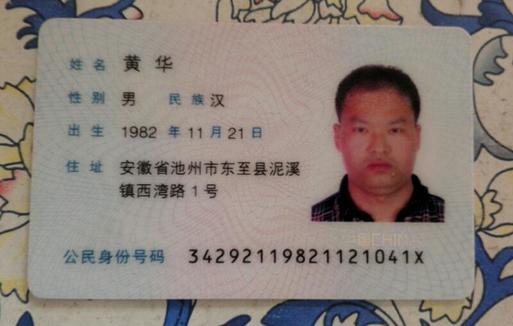 姓名 黄华
性别 男 民族 汉
出生 1982 年 11 月 21 日
住址 安徽省池州市东至县泥溪
镇西湾路1号
公民身份号码 34292119821121041X